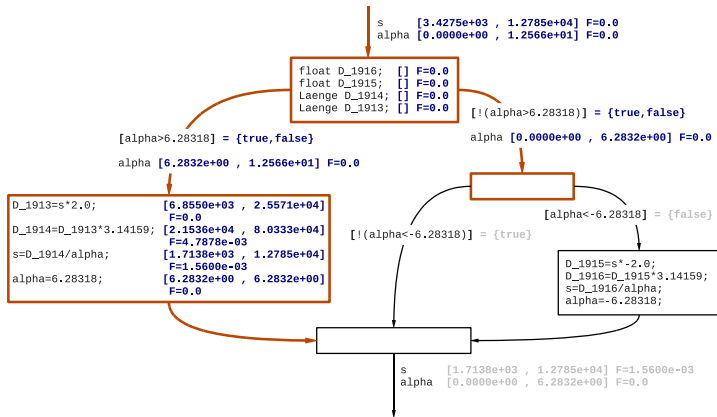 s [3.4275e+03 , 1.2785e+04] F=0.0
alpha [0.0000e+00 , 1.2566e+01] F=0.0
float D_1916; [] F=0.0
float D_1915; [] F=0.0
Laenge D_1914; [] F=0.0
Laenge D_1913; [] F=0.0
[alpha>6.28318] = {true,false}
alpha [6.2832e+00 , 1.2566e+01] F=0.0
[!(alpha>6.28318)] = {true,false}
alpha [0.0000e+00 , 6.2832e+00] F=0.0
D_1913=s*2.0; [6.8550e+03 , 2.5571e+04]
F=0.0
D_1914=D_1913*3.14159; [2.1536e+04 , 8.0333e+04]
F=4.7878e-03
s=D_1914/alpha; [1.7138e+03 , 1.2785e+04]
F=1.5600e-03
alpha=6.28318; [6.2832e+00 , 6.2832e+00]
F=0.0
[!(alpha<-6.28318)] = {true}
[alpha<-6.28318] = {false}
D_1915=s*-2.0;
D_1916=D_1915*3.14159;
s=D_1916/alpha;
alpha=-6.28318;
s [1.7138e+03 , 1.2785e+04] F=1.5600e-03
alpha [0.0000e+00 , 6.2832e+00] F=0.0